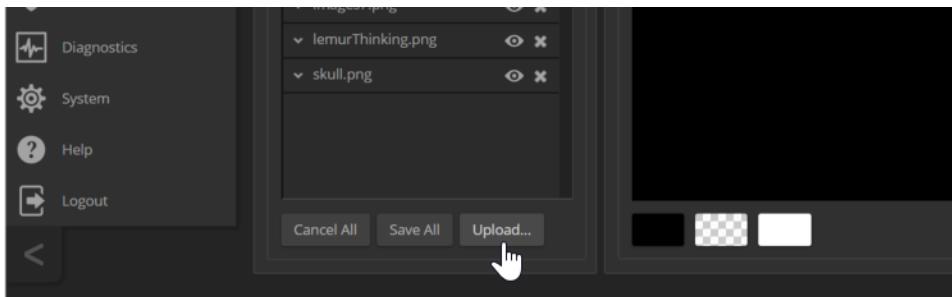 Diagnostics
System
Help
Logout
<
lemurThinking.png
skull.png
Cancel All
Save All
Upload...